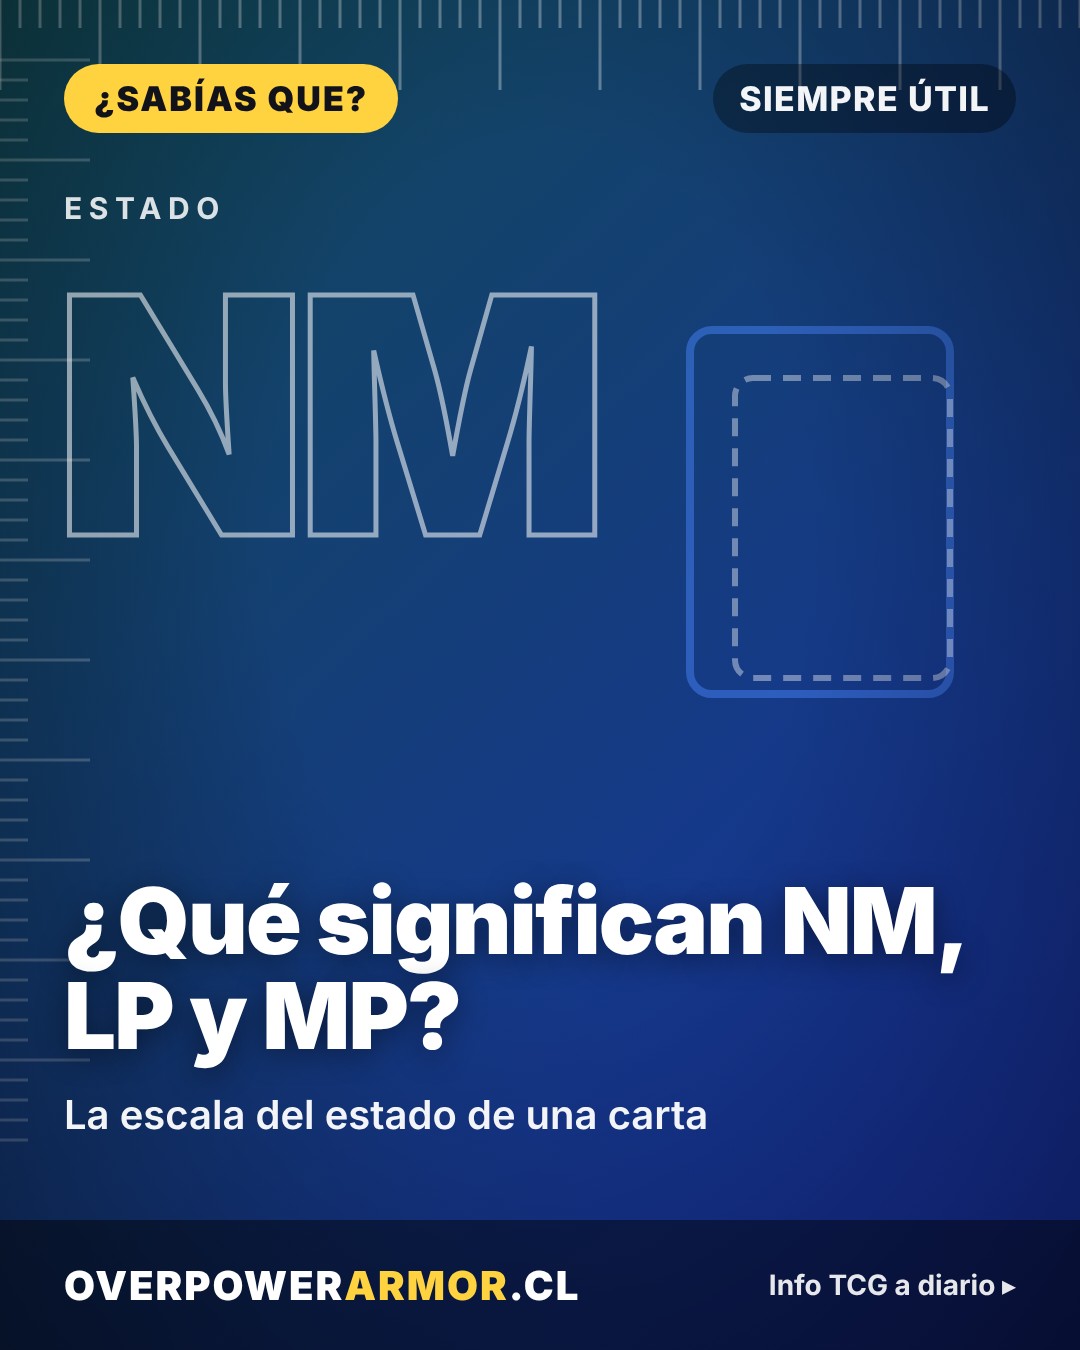 ¿SABÍAS QUE?
SIEMPRE ÚTIL
ESTADO
NM
¿Qué significan NM,
LP y MP?
La escala del estado de una carta
OVERPOWERARMOR.CL
Info TCG a diario ▸